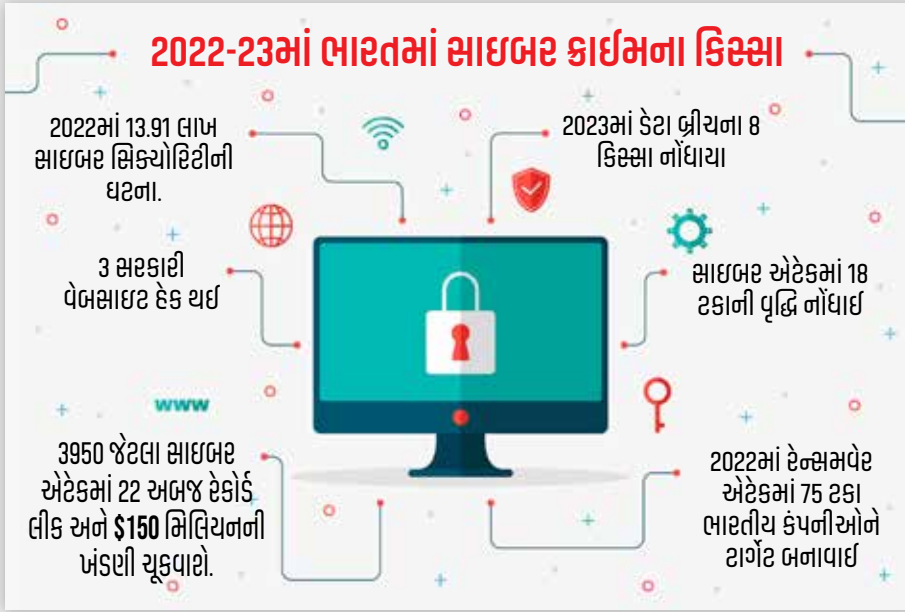 2022-23માં ભારતમાં સાઇબર ક્રાઈમના કિસ્સા
2022માં 13.91 લાખ
સાઇબર સિક્યોરિટીની
ઘટના.
2023માં ડેટા બ્રીચના 8
કિસ્સા નોંધાયા
3 સરકારી
વેબસાઇટ હેક થઈ
સાઇબર એટેકમાં 18
ટકાની વૃદ્ધિ નોંધાઈ
www
3950 જેટલા સાઇબર
એટેકમાં 22 અબજ રેકોર્ડ
લીક અને $150 મિલિયનની
ખંડણી ચૂકવાશે.
2022માં રેન્સમવેર
એટેકમાં 75 ટકા
ભારતીય કંપનીઓને
ટાર્ગેટ બનાવાઈ